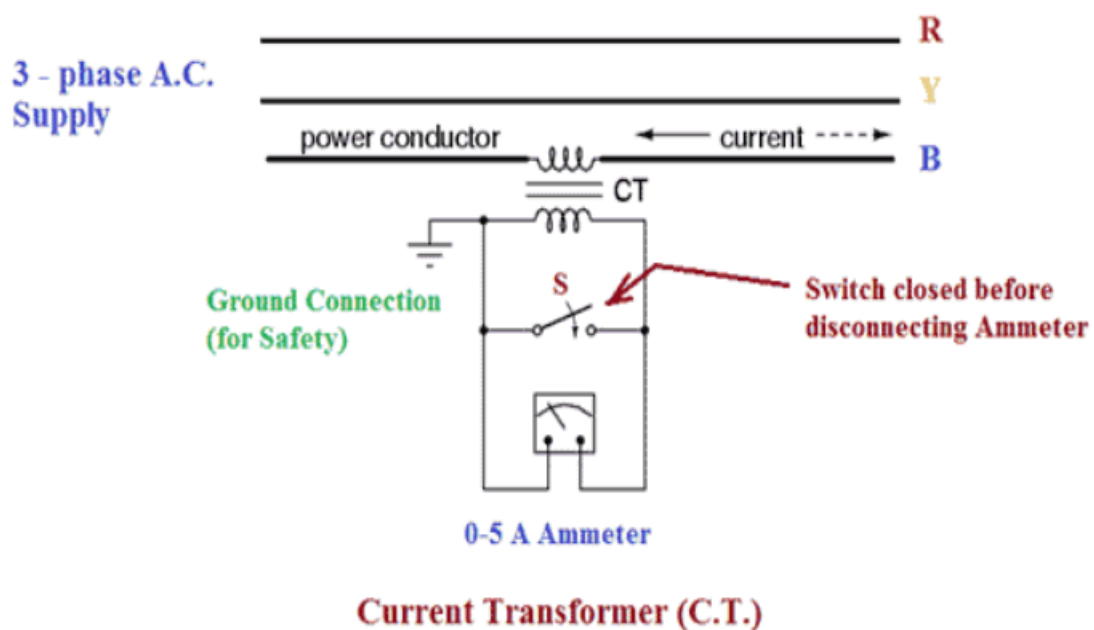 R
3 - phase A.C.
Supply
Y
power conductor
current
B
CT
S
Ground Connection
(for Safety)
Switch closed before
disconnecting Ammeter
0-5 A Ammeter
Current Transformer (C.T.)